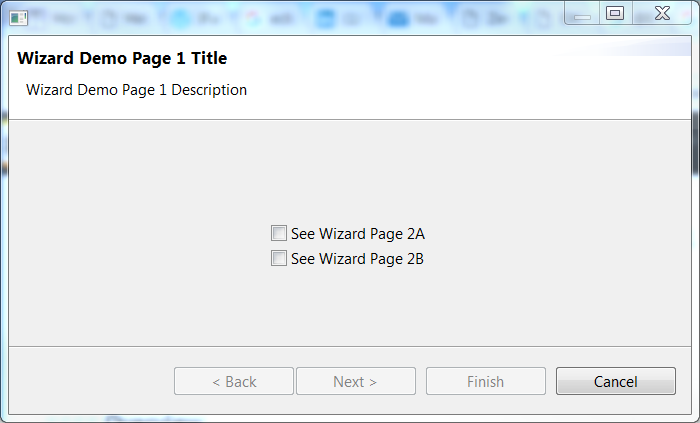 Wizard Demo Page 1 Title
Wizard Demo Page 1 Description
See Wizard Page 2A
See Wizard Page 2B
< Back Next > Finish Cancel